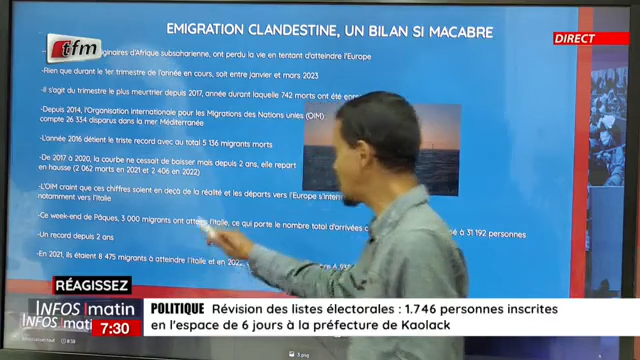 EMIGRATION CLANDESTINE, UN BILAN SI MACABRE
tfm
DIRECT
d'Afrique subsaharienne, ont perdu la vie en tentant d'atteindre l'Europe
-Rien que durant le 1er trimestre de l'année en cours, soit entre janvier et mars 2023
-il s'agit du trimestre le plus meurtrier depuis 2017, année durant laquelle 742 morts ont été
-Depuis 2014, l'Organisation internationale pour les Migrations des Nations unies (OIM)
compte 26 334 disparus dans la mer Méditerranée
-L'année 2016 détient le triste record avec au total 5 136 migrants morts
-De 2017 à 2020, la courbe ne cessait de baisser mais depuis 2 ans, elle repart
en hausse (2 062 morts en 2021 et 2 406 en 2022)
-L'OIM craint que ces chiffres soient en deça de la réalité et les départs vers l'Europe
notamment vers l'Italie
-Ce week-end de Pâques, 3 000 migrants ont l'Italie, ce qui porte le nombre total d'arrivées à 31 192 personnes
-Un record depuis 2 ans
-En 2021, ils étaient 8 475 migrants à atteindre l'Italie et en
RÉAGISSEZ
INFOS matin
INFOS matin
7:30
POLITIQUE Révision des listes électorales : 1.746 personnes inscrites
en l'espace de 6 jours à la préfecture de Kaolack
3.png